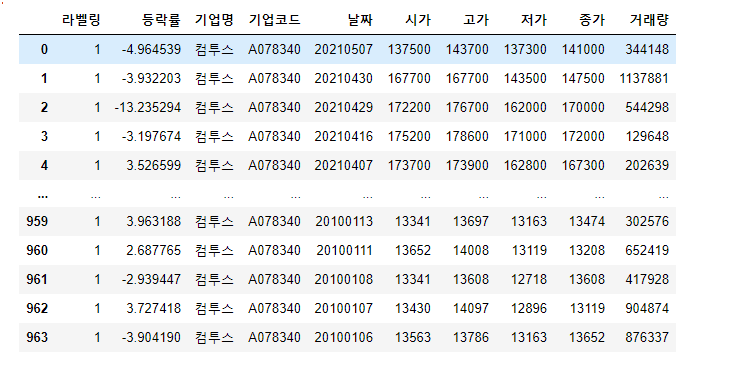 라벨링 등락률 기업명 기업코드 날짜 시가 고가 저가 종가 거래량
0 1 -4.964539 컴투스 A078340 20210507 137500 143700 137300 141000 344148
1 1 -3.932203 컴투스 A078340 20210430 167700 167700 143500 147500 1137881
2 1 -13.235294 컴투스 A078340 20210429 172200 176700 162000 170000 544298
3 1 -3.197674 컴투스 A078340 20210416 175200 178600 171000 172000 129648
4 1 3.526599 컴투스 A078340 20210407 173700 173900 162800 167300 202639
... ... ... ... ... ... ... ... ... ... ...
959 1 3.963188 컴투스 A078340 20100113 13341 13697 13163 13474 302576
960 1 2.687765 컴투스 A078340 20100111 13652 14008 13119 13208 652419
961 1 -2.939447 컴투스 A078340 20100108 13341 13608 12718 13608 417928
962 1 3.727418 컴투스 A078340 20100107 13430 14097 12896 13119 904874
963 1 -3.904190 컴투스 A078340 20100106 13563 13786 13163 13652 876337